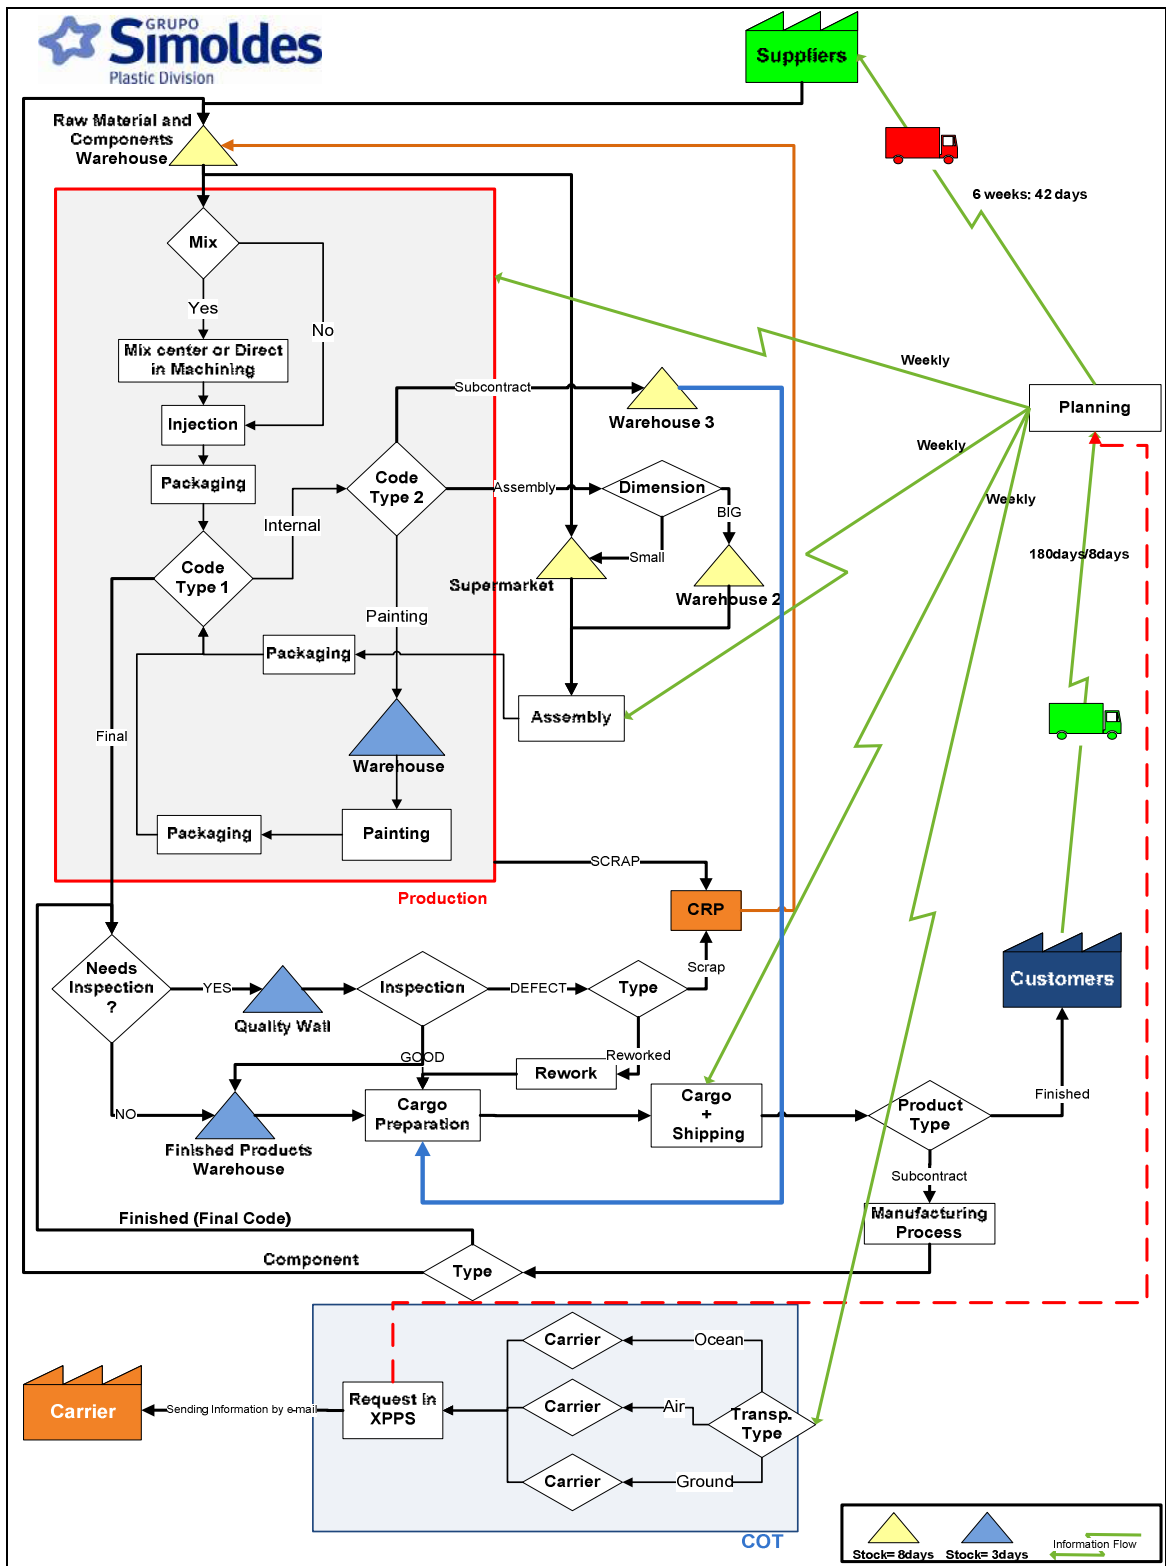 GRUPO
Simoldes
Plastic Division
Suppliers
Raw Material and
Components
Warehouse
6 weeks; 42 days
Mix
Yes
No
Mix center or Direct
in Machining
Weekly
Subcontract
Warehouse 3
Planning
Injection
Weekly
Packaging
Code
Type 2
Assembly
Dimension
BIG
Weekly
Internal
Small
180days/8days
Code
Type 1
Supermarket
Warehouse 2
Painting
Packaging
Assembly
Final
Warehouse
Packaging
Painting
SCRAP
Production
CRP
Needs
Inspection
?
YES
Quality Wall
Inspection
DEFECT
Type
Scrap
Customers
GOOD
Reworked
Rework
NO
Finished Products
Warehouse
Cargo
Preparation
Cargo
+
Shipping
Product
Type
Finished
Subcontract
Manufacturing
Process
Finished (Final Code)
Component
Type
Carrier
Ocean
Carrier
Sending Information by e-mail
Request in
XPPS
Carrier
Air
Transp.
Type
Carrier
Ground
COT
Stock= 8days
Stock= 3days
Information Flow